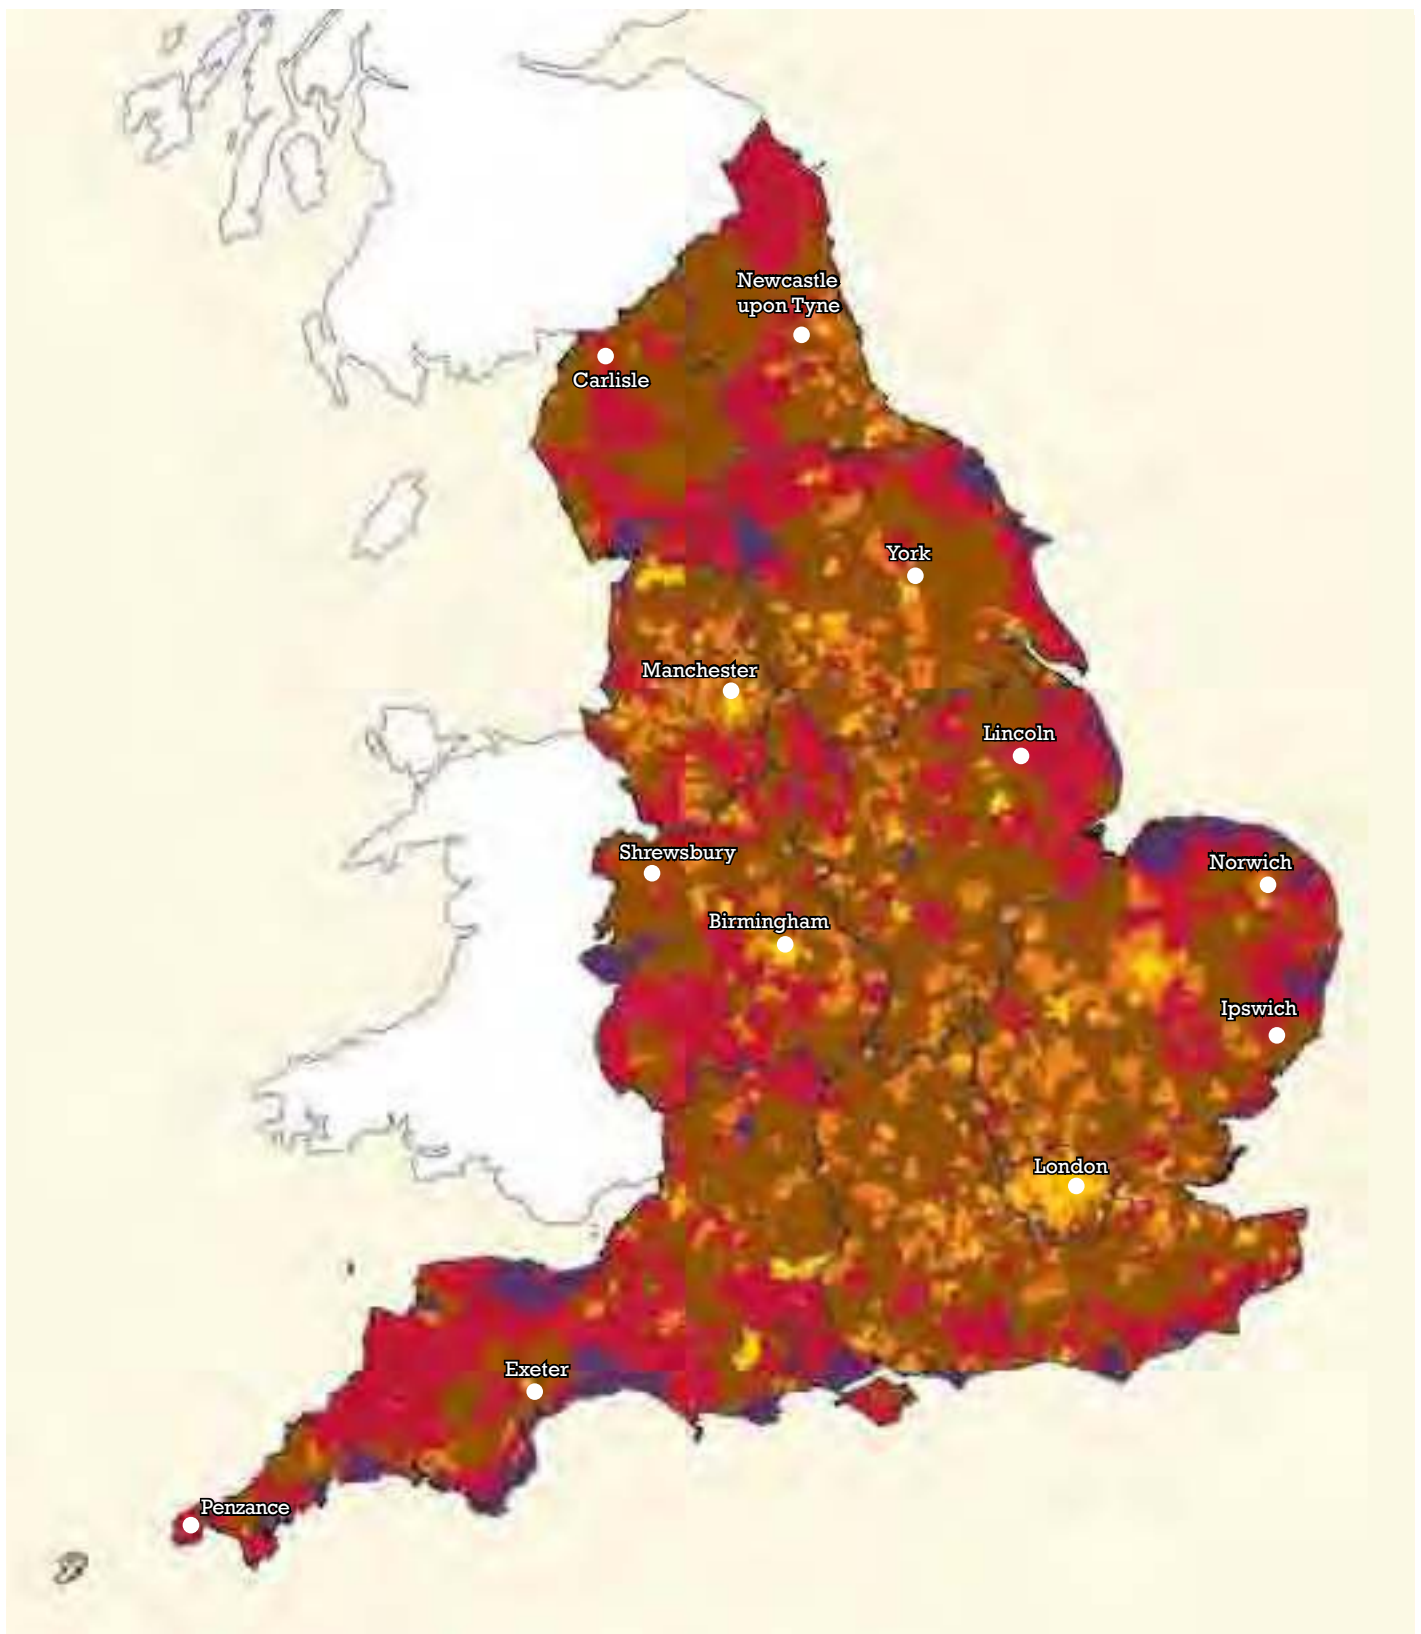 Newcastle
upon Tyne
Carlisle
York
Manchester
Lincoln
Shrewsbury
Norwich
Birmingham
Ipswich
London
Exeter
Penzance